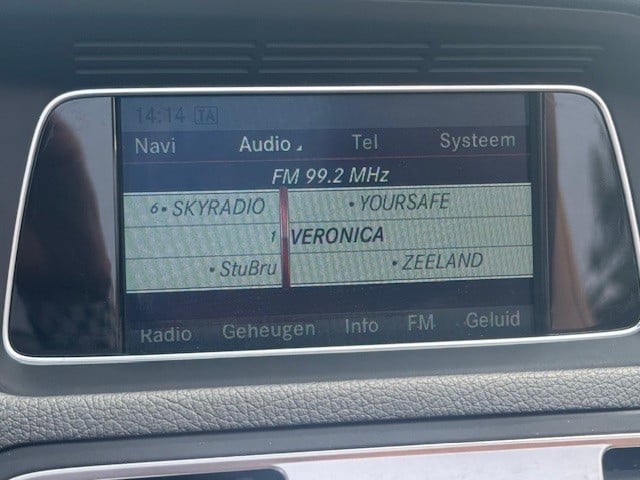 14:14 TA
Navi Audio Tel Systeem
FM 99.2 MHz
6• SKYRADIO • YOURSAFE
1 VERONICA
• StuBru • ZEELAND
Radio Geheugen Info FM Geluid